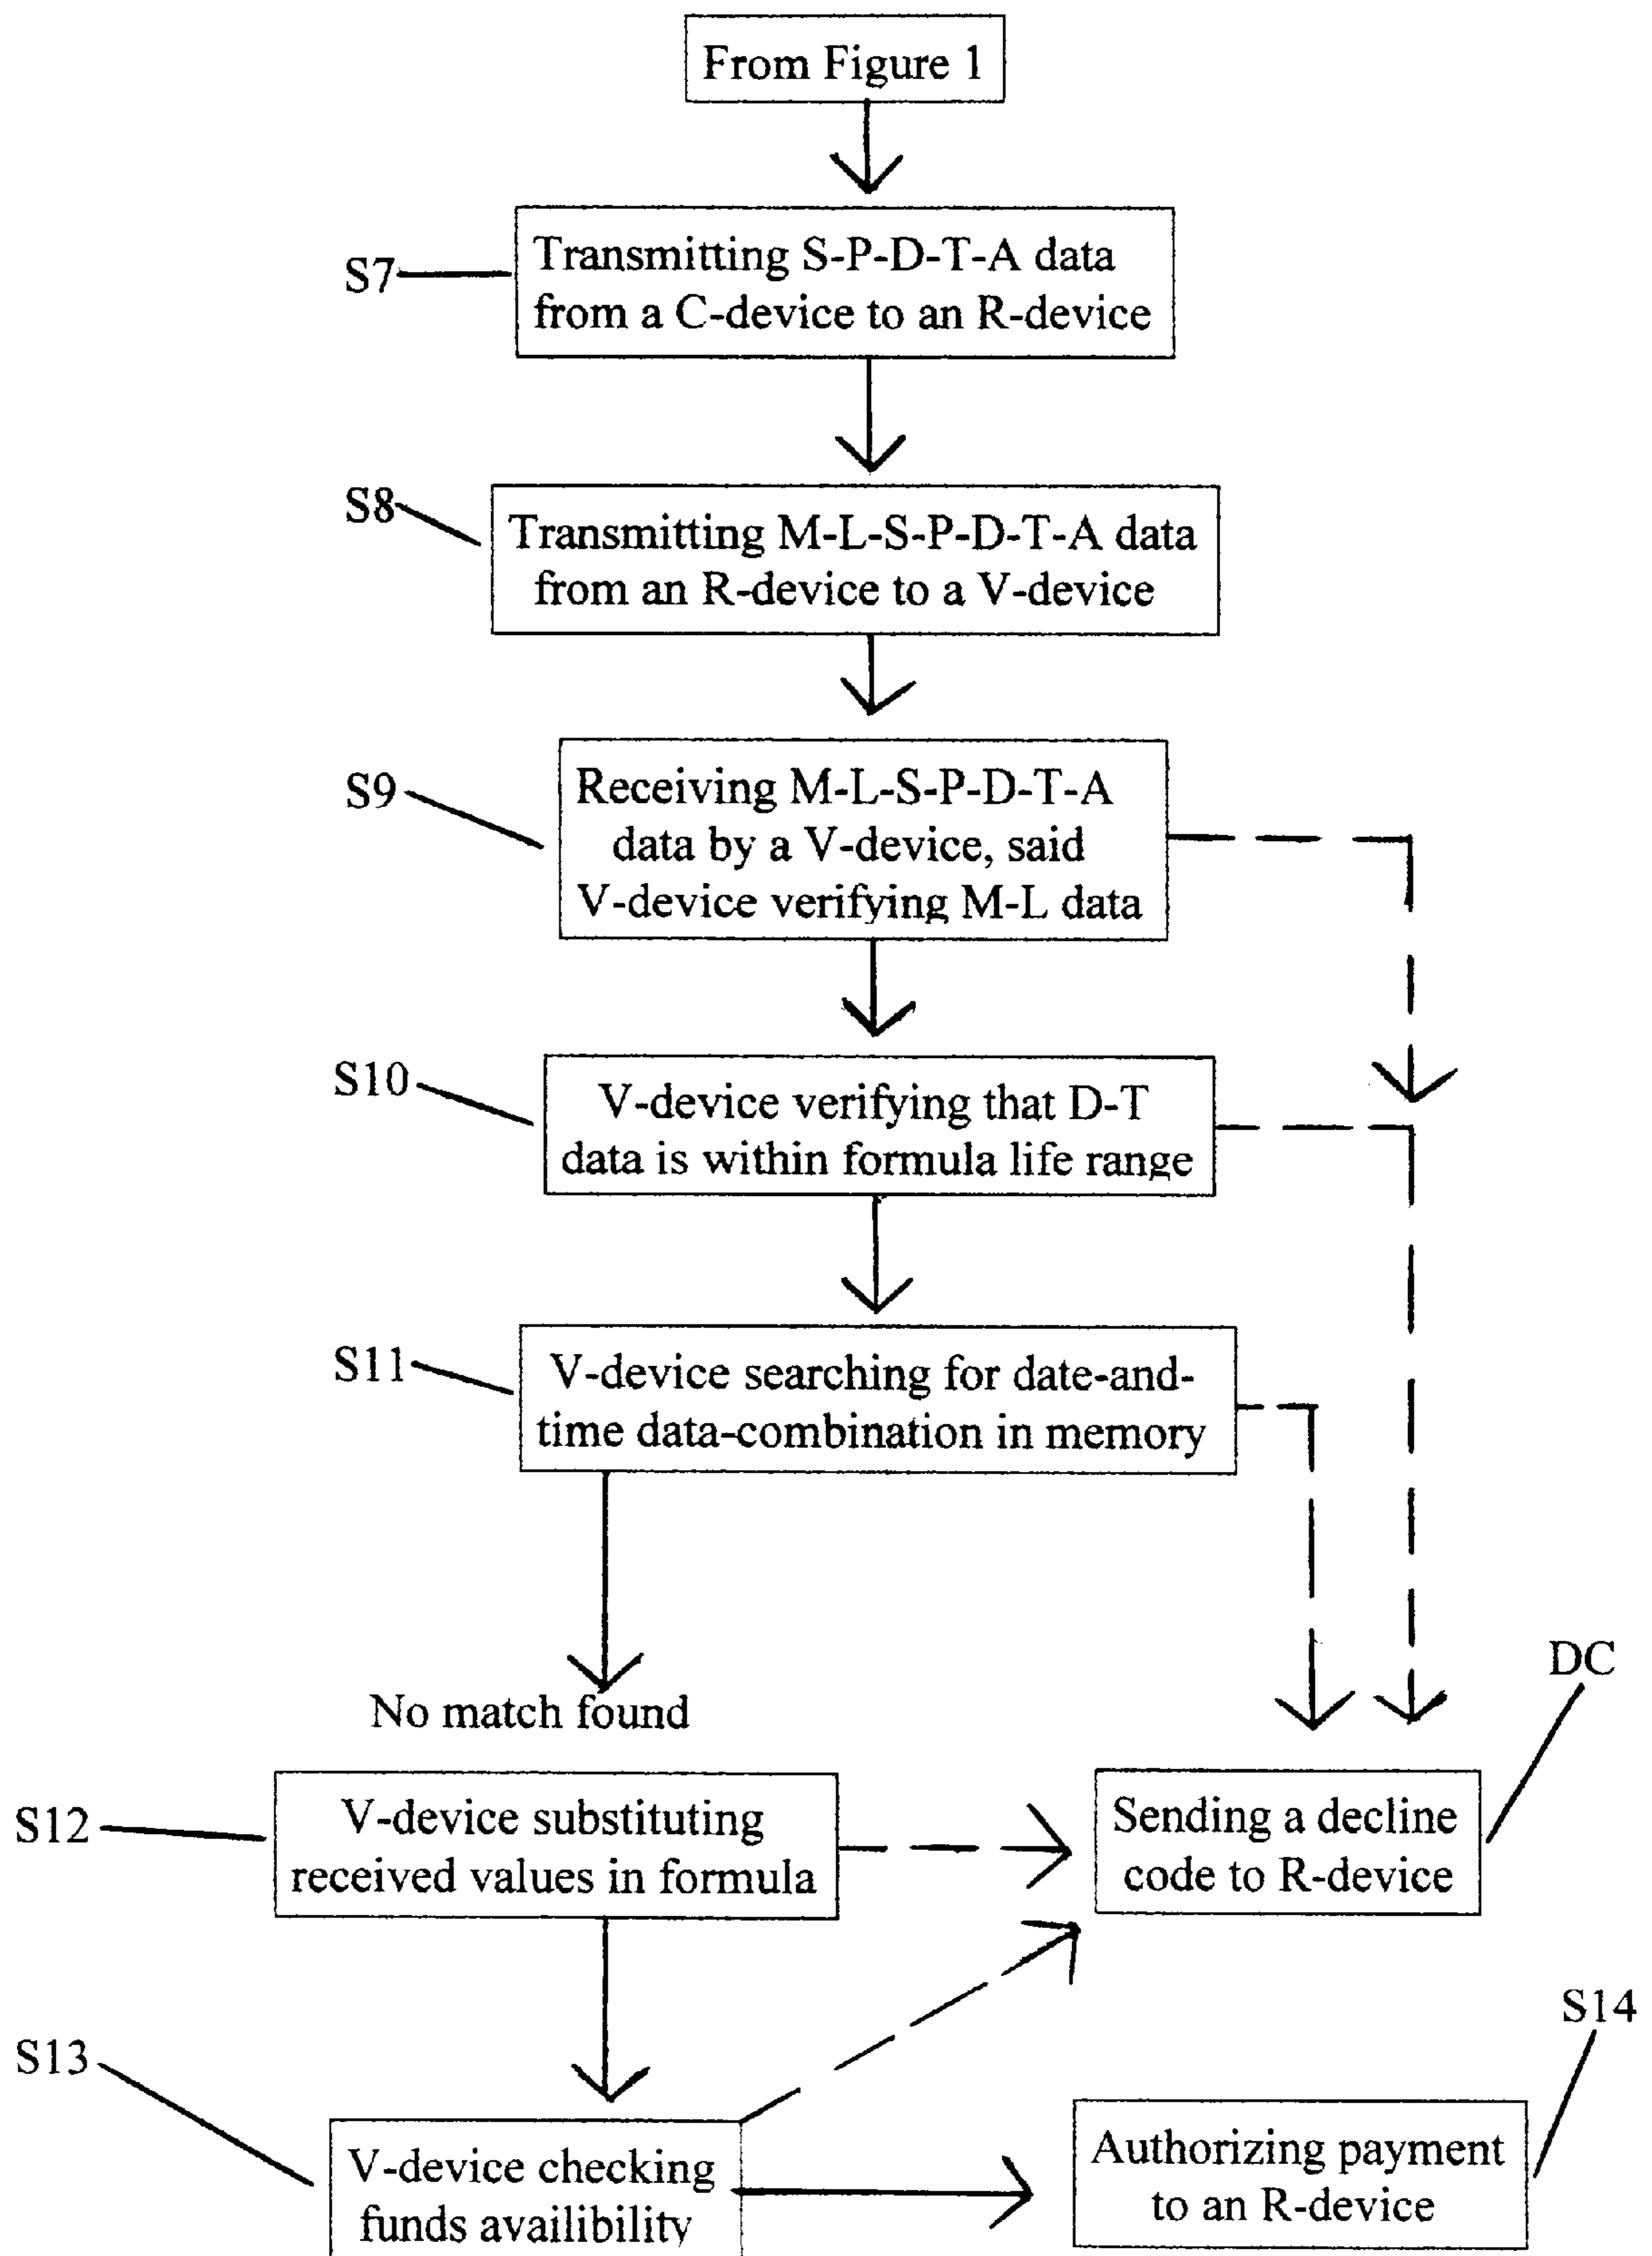 From Figure 1
S7
Transmitting S-P-D-T-A data
from a C-device to an R-device
S8
Transmitting M-L-S-P-D-T-A data
from an R-device to a V-device
S9
Receiving M-L-S-P-D-T-A
data by a V-device, said
V-device verifying M-L data
S10
V-device verifying that D-T
data is within formula life range
S11
V-device searching for date-and-
time data-combination in memory
No match found
DC
S12
V-device substituting
received values in formula
Sending a decline
code to R-device
S13
V-device checking
funds availibility
S14
Authorizing payment
to an R-device